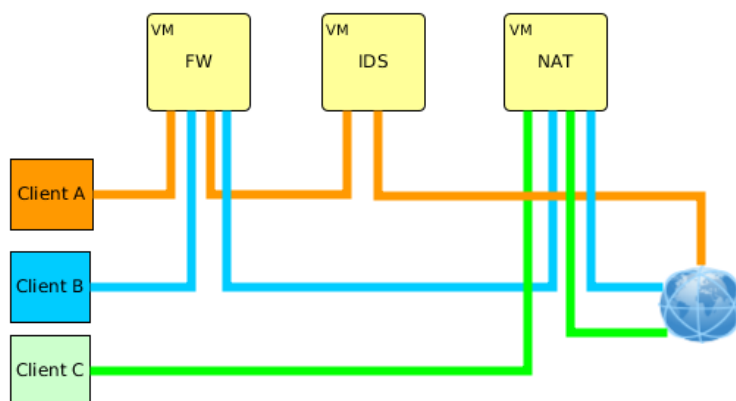 VM
FW
VM
IDS
VM
NAT
Client A
Client B
Client C